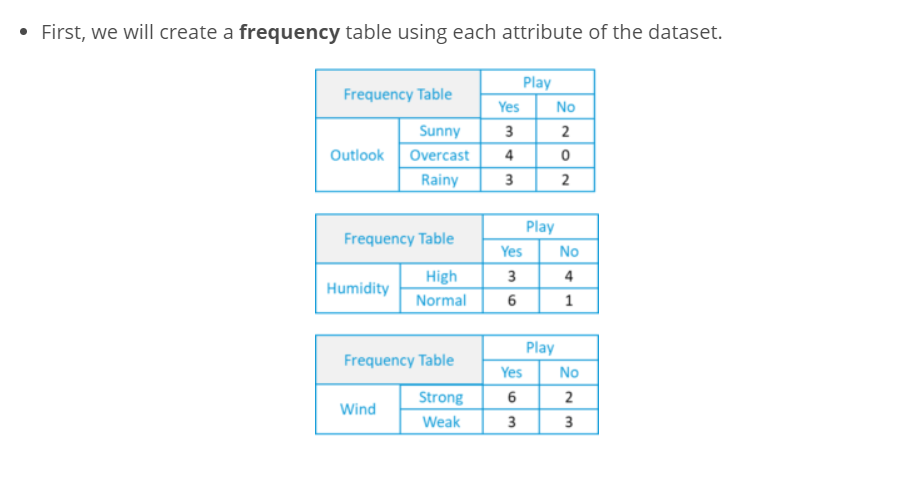 • First, we will create a frequency table using each attribute of the dataset.
Frequency Table Play
Yes No
Outlook Sunny 3 2
Overcast 4 0
Rainy 3 2
Frequency Table Play
Yes No
Humidity High 3 4
Normal 6 1
Frequency Table Play
Yes No
Wind Strong 6 2
Weak 3 3